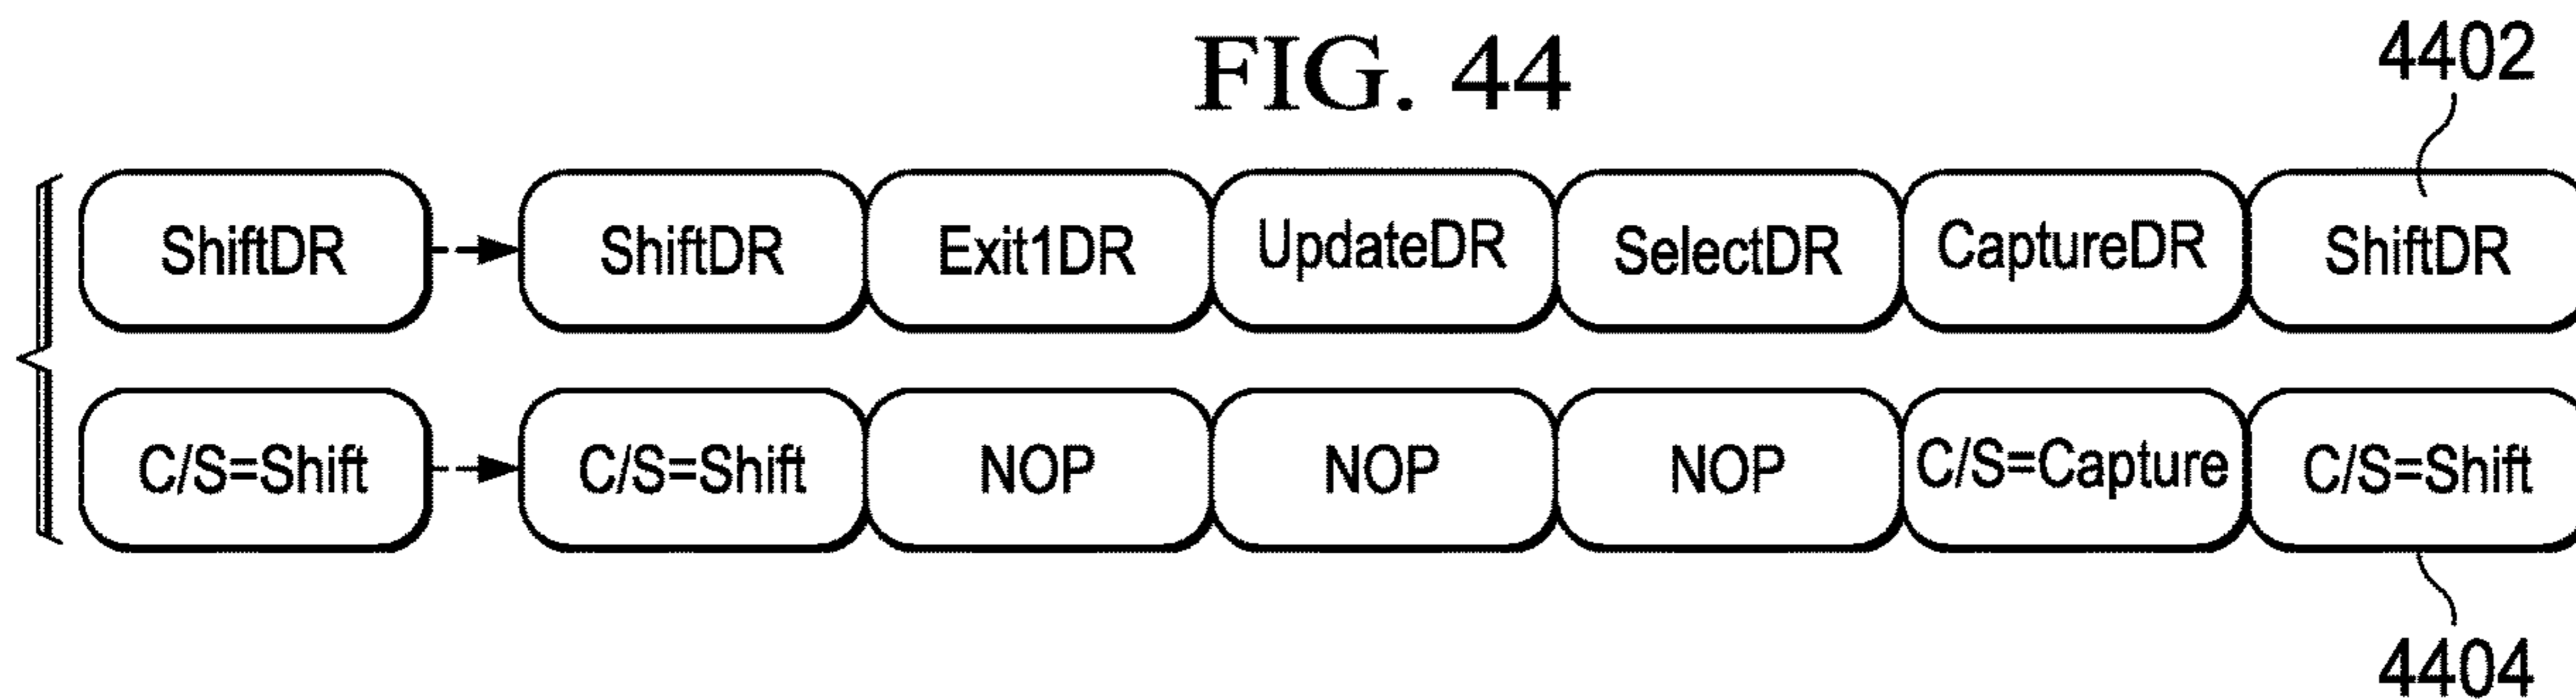 FIG. 44
4402
ShiftDR ShiftDR Exit1DR UpdateDR SelectDR CaptureDR ShiftDR
C/S=Shift C/S=Shift NOP NOP NOP C/S=Capture C/S=Shift
4404